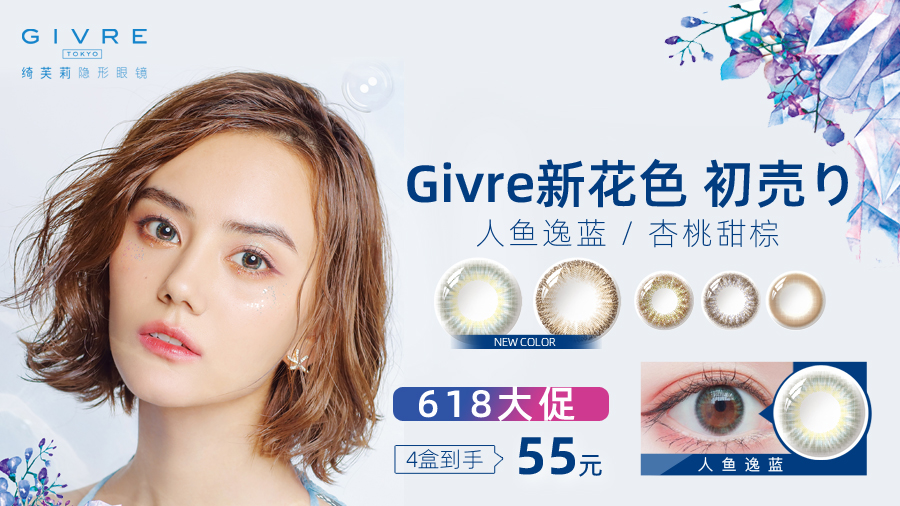 GIVRE
TOKYO
绮芙莉隐形眼镜
Givre新花色 初売り
人鱼逸蓝 / 杏桃甜棕
NEW COLOR
618大促
4盒到手 55元
人鱼逸蓝